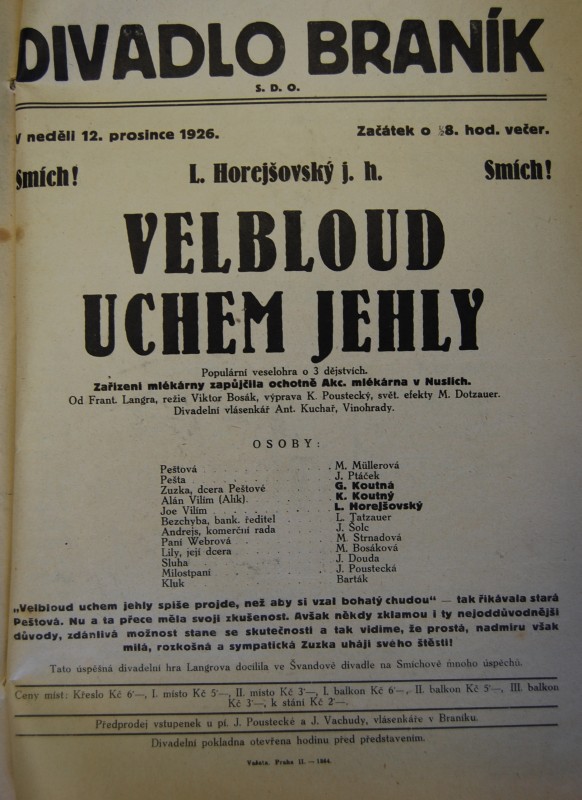 DIVADLO BRANÍK
S. D. O.
V neděli 12. prosince 1926. Začátek o 8. hod. večer.
Smích! L. Horejšovský j. h. Smích!
VELBLOUD
UCHEM JEHLY
Populární veselohra o 3 dějstvích.
Zařízení mlékárny zapůjčila ochotně Akc. mlékárna v Nuslích.
Od Frant. Langra, režie Viktor Bosák, výprava K. Poustecký, svět. efekty M. Dotzauer.
Divadelní vlásenkář Ant. Kuchař, Vinohrady.
OSOBY:
Peštová . . . . . . . . . . M. Müllerová
Pešta . . . . . . . . . . J. Ptáček
Zuzka, dcera Peštové . . . . . G. Koutná
Alán Vilím (Alík) . . . . . . K. Koutný
Joe Vilím . . . . . . . . . L. Horejšovský
Bezchyba, bank. ředitel . . . . L. Tatzauer
Andrejs, komerční rada . . . . J. Šolc
Paní Webrová . . . . . . . M. Strnadová
Lily, její dcera . . . . . . . M. Bosáková
Sluha . . . . . . . . . . J. Douda
Milostpaní . . . . . . . . J. Poustecká
Kluk . . . . . . . . . . Barták
„Velbloud uchem jehly spíše projde, než aby si vzal bohatý chudou“ — tak říkávala stará
Peštová. Nu a ta přece měla svoji zkušenost. Avšak někdy zklamou i ty nejoddůvodnější
důvody, zdánlivá možnost stane se skutečností a tak vidíme, že prostá, nadmíru však
milá, rozkošná a sympatická Zuzka uhájí svého štěstí!
Tato úspěšná divadelní hra Langrova docílila ve Švandově divadle na Smíchově mnoho úspěchů.
Ceny míst: Křeslo Kč 6·—, I. místo Kč 5·—, II. místo Kč 3·—, I. balkon Kč 6·—, II. balkon Kč 5·—, III. balkon
Kč 3·—, k stání Kč 2·—.
Předprodej vstupenek u pí. J. Poustecké a J. Vachudy, vlásenkáře v Braníku.
Divadelní pokladna otevřena hodinu před představením.
Praha II. —